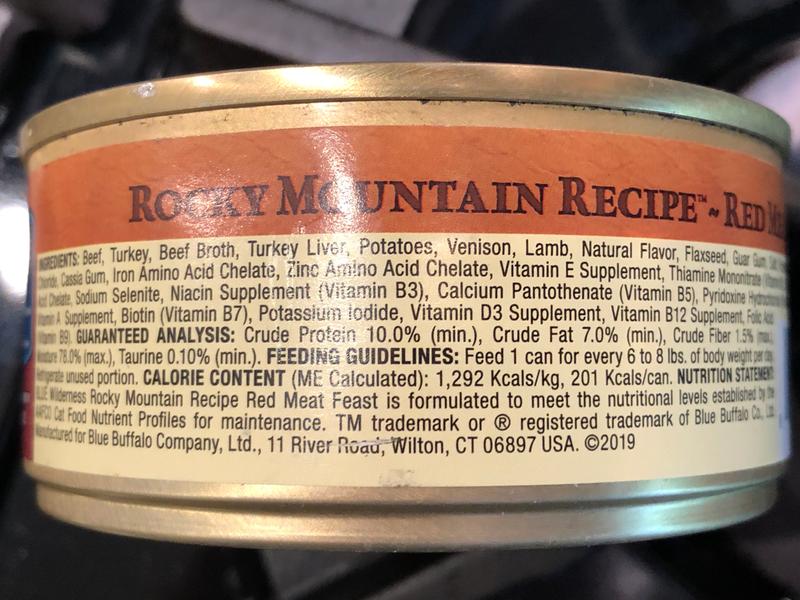 ROCKY MOUNTAIN RECIPE™ ~ RED
INGREDIENTS: Beef, Turkey, Beef Broth, Turkey Liver, Potatoes, Venison, Lamb, Natural Flavor, Flaxseed, Guar Gum,
Chloride, Cassia Gum, Iron Amino Acid Chelate, Zinc Amino Acid Chelate, Vitamin E Supplement, Thiamine Mononitrate (Vitamin
Acid Chelate, Sodium Selenite, Niacin Supplement (Vitamin B3), Calcium Pantothenate (Vitamin B5), Pyridoxine Hydrochloride
Vitamin A Supplement, Biotin (Vitamin B7), Potassium Iodide, Vitamin D3 Supplement, Vitamin B12 Supplement, Folic Acid
(Vitamin B9). GUARANTEED ANALYSIS: Crude Protein 10.0% (min.), Crude Fat 7.0% (min.), Crude Fiber 1.5% (max.),
Moisture 78.0% (max.), Taurine 0.10% (min.). FEEDING GUIDELINES: Feed 1 can for every 6 to 8 lbs. of body weight per day.
Refrigerate unused portion. CALORIE CONTENT (ME Calculated): 1,292 Kcals/kg, 201 Kcals/can. NUTRITION STATEMENT:
BLUE Wilderness Rocky Mountain Recipe Red Meat Feast is formulated to meet the nutritional levels established by the
AAFCO Cat Food Nutrient Profiles for maintenance. TM trademark or ® registered trademark of Blue Buffalo Co., Ltd.
Manufactured for Blue Buffalo Company, Ltd., 11 River Road, Wilton, CT 06897 USA. ©2019